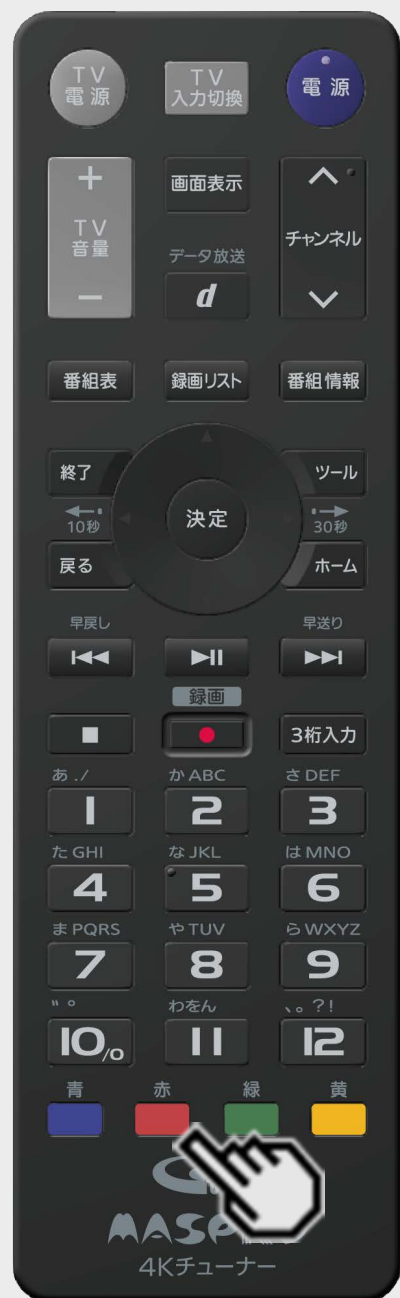 TV
電源
TV
入力切換
電源
+
TV
音量
−
画面表示
データ放送
d
チャンネル
番組表
録画リスト
番組情報
終了
ツール
決定
10秒
30秒
戻る
ホーム
早戻し
早送り
録画
3桁入力
あ./
かABC
さDEF
1
2
3
たGHI
なJKL
はMNO
4
5
6
まPQRS
やTUV
らWXYZ
7
8
9
゛゜
わをん
、。?!
10/0
11
12
青
赤
緑
黄
4Kチューナー